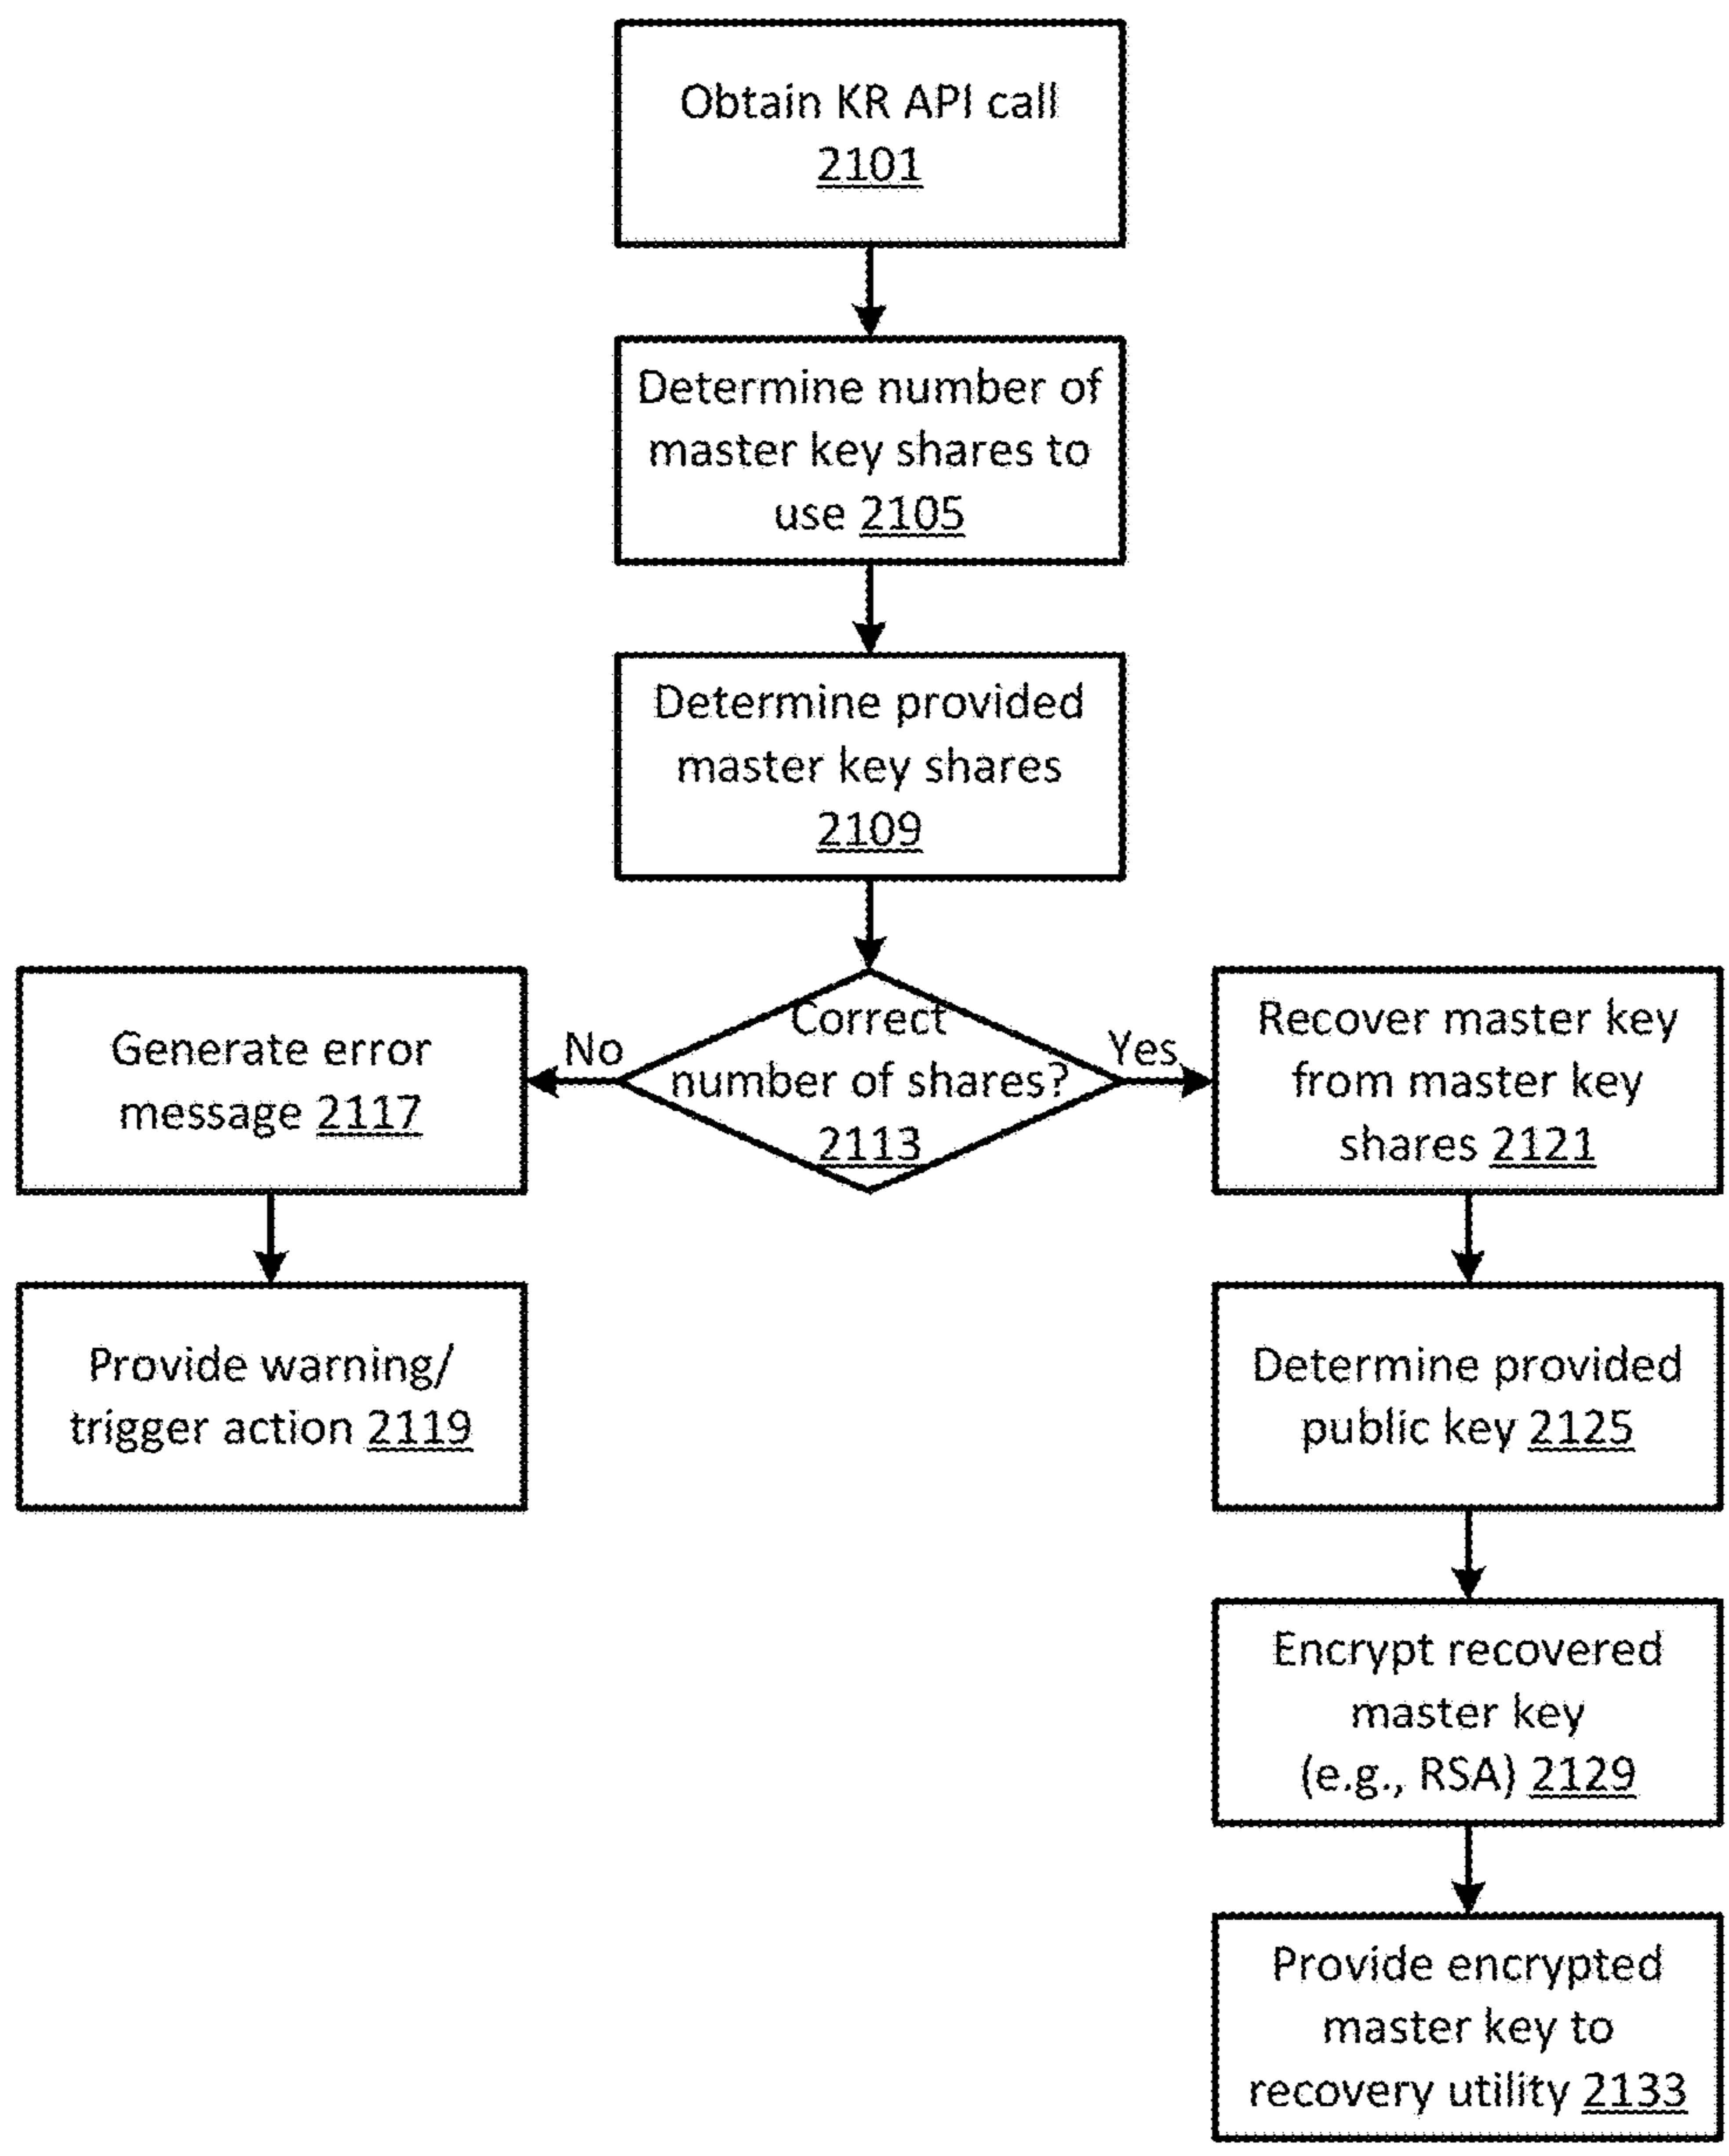 Obtain KR API call
2101
Determine number of
master key shares to
use 2105
Determine provided
master key shares
2109
Correct
number of shares?
2113
No
Yes
Generate error
message 2117
Provide warning/
trigger action 2119
Recover master key
from master key
shares 2121
Determine provided
public key 2125
Encrypt recovered
master key
(e.g., RSA) 2129
Provide encrypted
master key to
recovery utility 2133